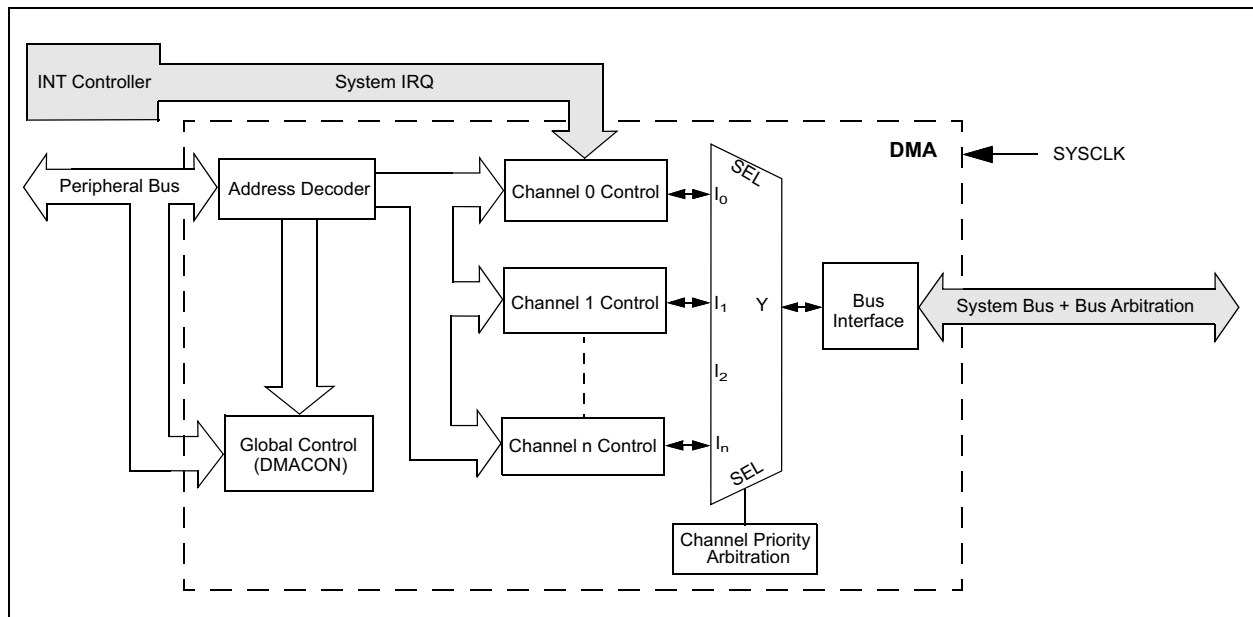 INT Controller
System IRQ
DMA
SYSCLK
Peripheral Bus
Address Decoder
Channel 0 Control
SEL
I₀
Channel 1 Control
I₁
Y
Bus
Interface
System Bus + Bus Arbitration
I₂
Global Control
(DMACON)
Channel n Control
Iₙ
SEL
Channel Priority
Arbitration